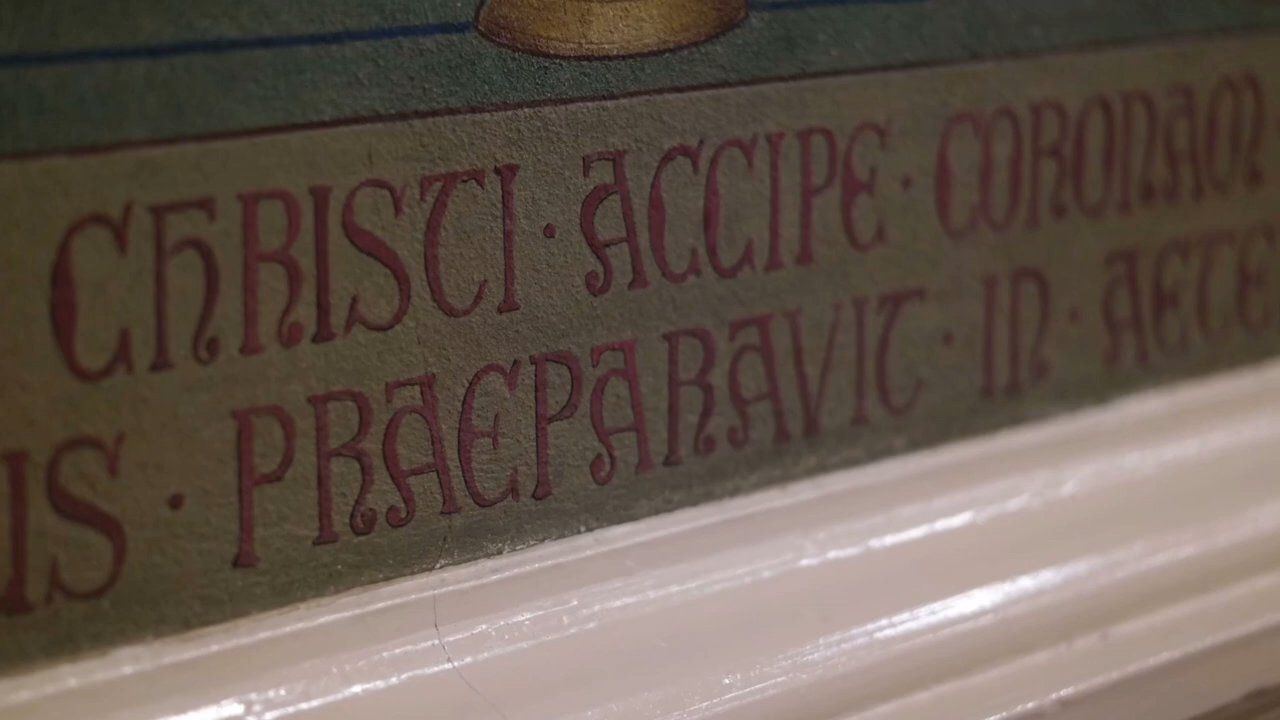 CHRISTI · ACCIPE · CORONAM
IS · PRAEPARAVIT · IN · AETE